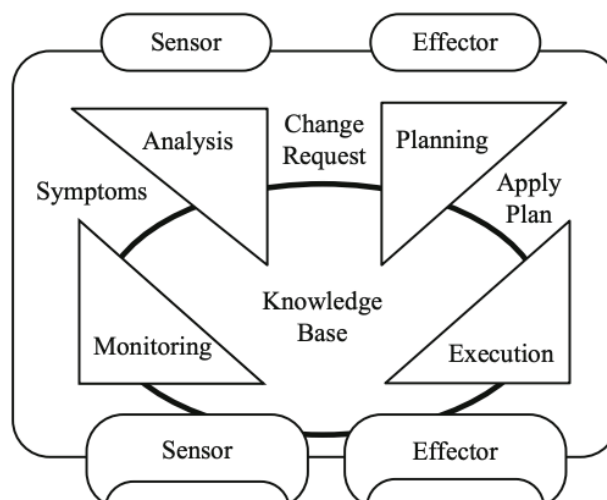 Sensor
Effector
Analysis
Change
Request
Planning
Symptoms
Apply
Plan
Knowledge
Base
Monitoring
Execution
Sensor
Effector